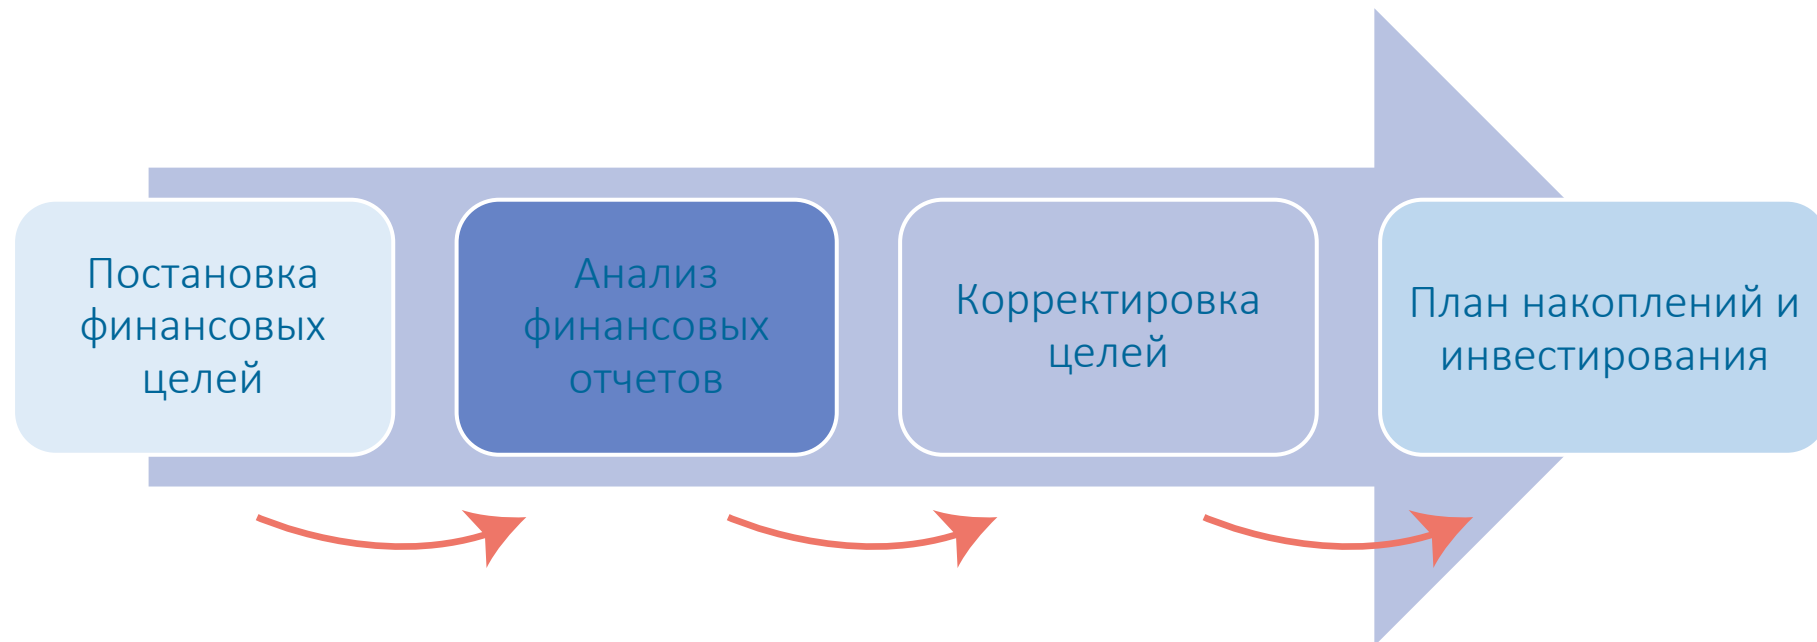 Постановка
финансовых
целей
Анализ
финансовых
отчетов
Корректировка
целей
План накоплений и
инвестирования